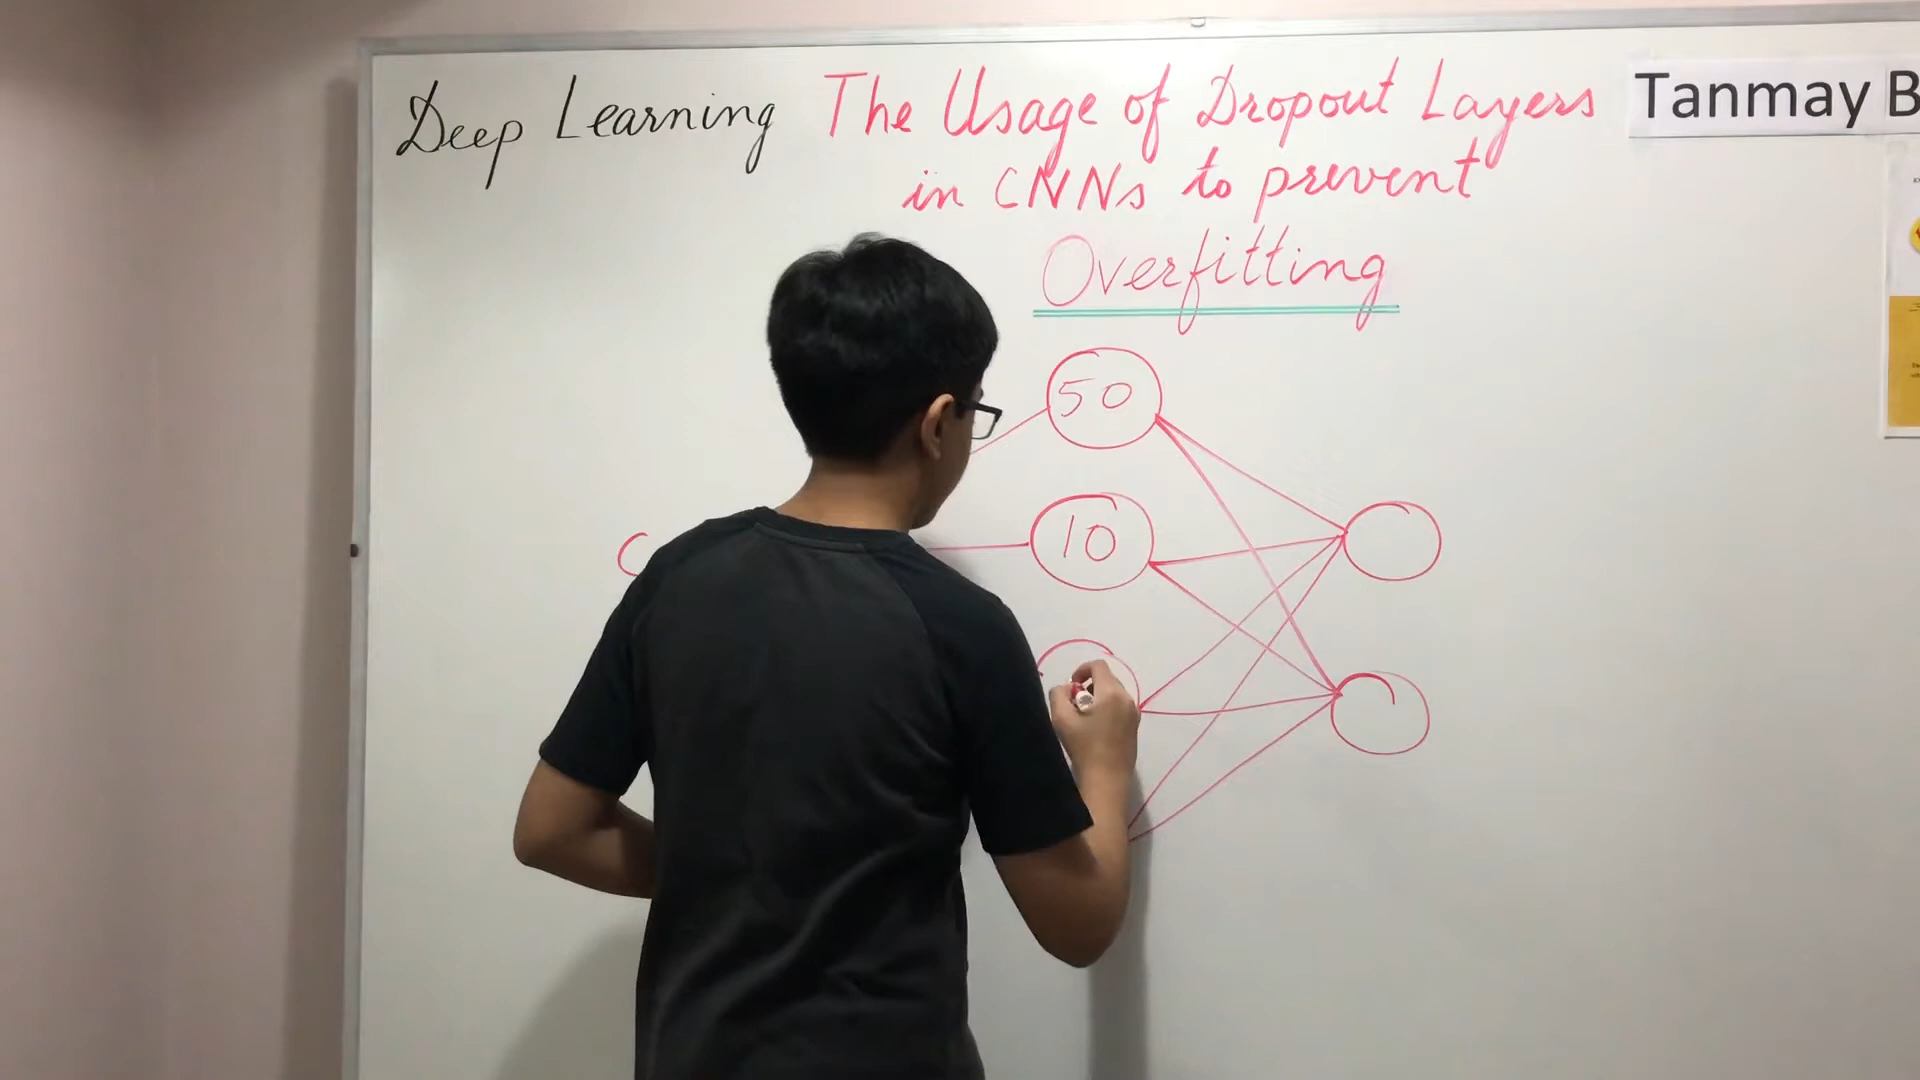 Deep Learning The Usage of Dropout Layers Tanmay B
in CNNs to prevent
Overfitting
50
10
C